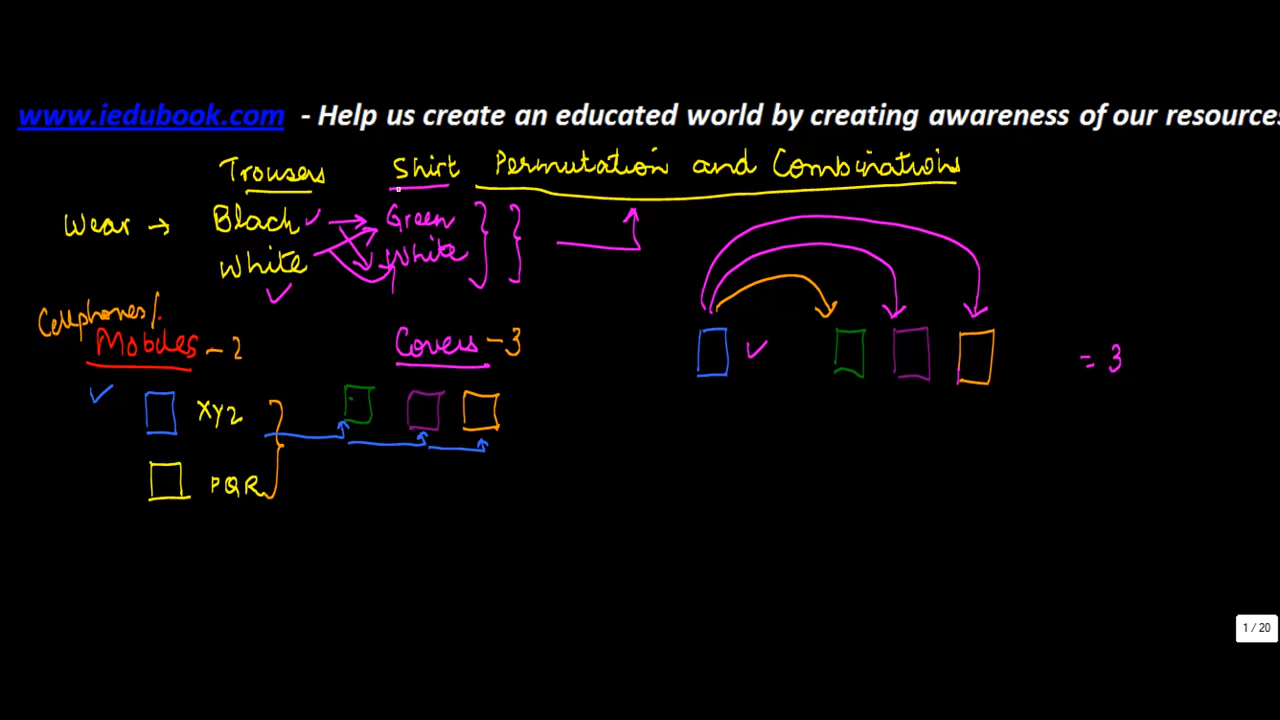 www.iedubook.com - Help us create an educated world by creating awareness of our resources
Trousers Shirt Permutation and Combinations
Wear → Black Green
White White
Cellphones/
Mobiles - 2 Covers - 3
= 3
XYZ
PQR
1 / 20